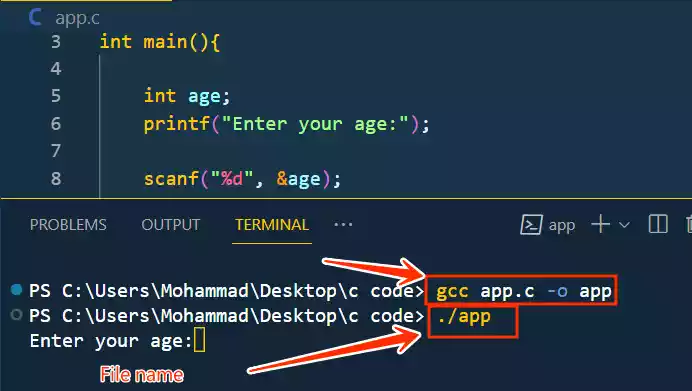 C app.c
3 int main(){
4
5 int age;
6 printf("Enter your age:");
7
8 scanf("%d", &age);
PROBLEMS OUTPUT TERMINAL ··· app
PS C:\Users\Mohammad\Desktop\c code> gcc app.c -o app
PS C:\Users\Mohammad\Desktop\c code> ./app
Enter your age:
File name